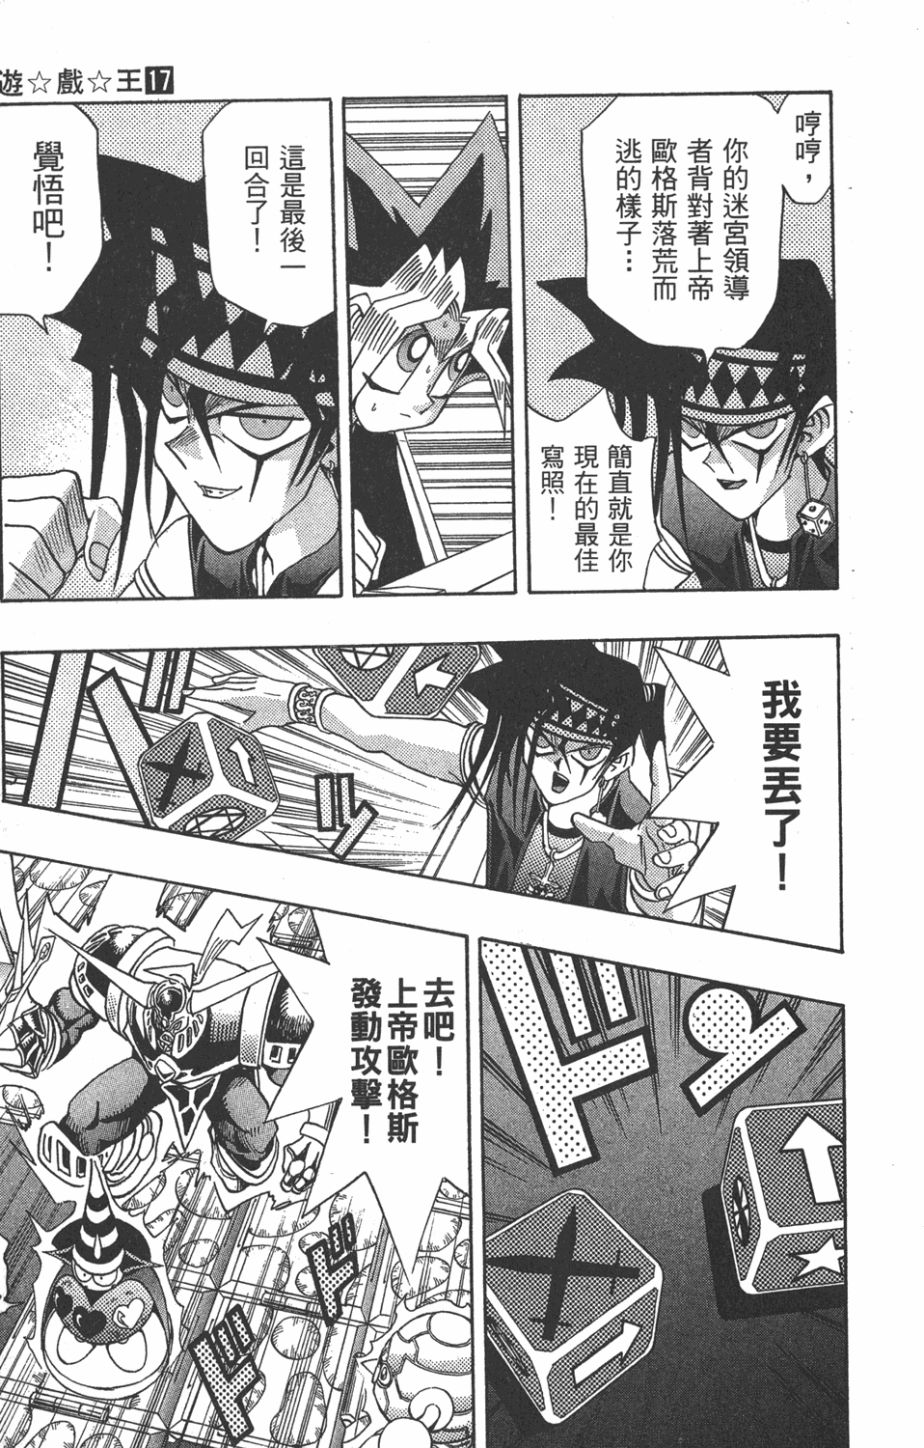 遊☆戲☆王17
哼哼，
你的迷宮領導
者背對著上帝
歐格斯落荒而
逃的樣子…
簡直就是你
現在的最佳
寫照！
這是最後一
回合了！
覺悟吧！
我要丟了！
去吧！
上帝歐格斯
發動攻擊！